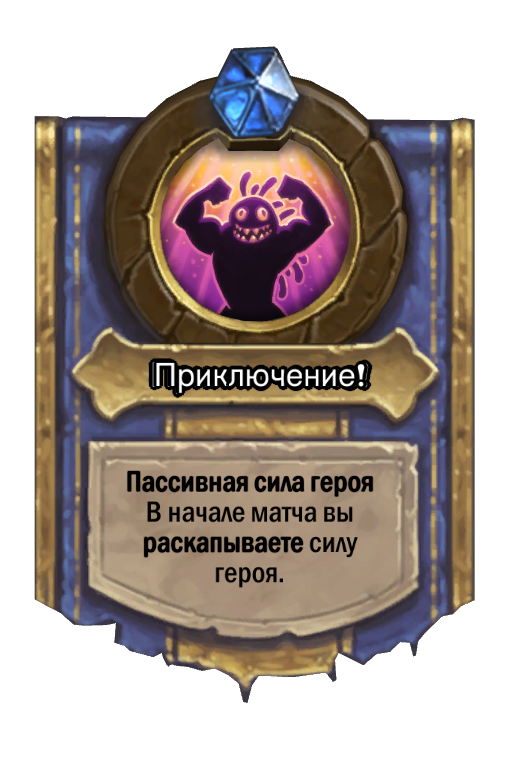 Приключение!
Пассивная сила героя
В начале матча вы
раскапываете силу
героя.